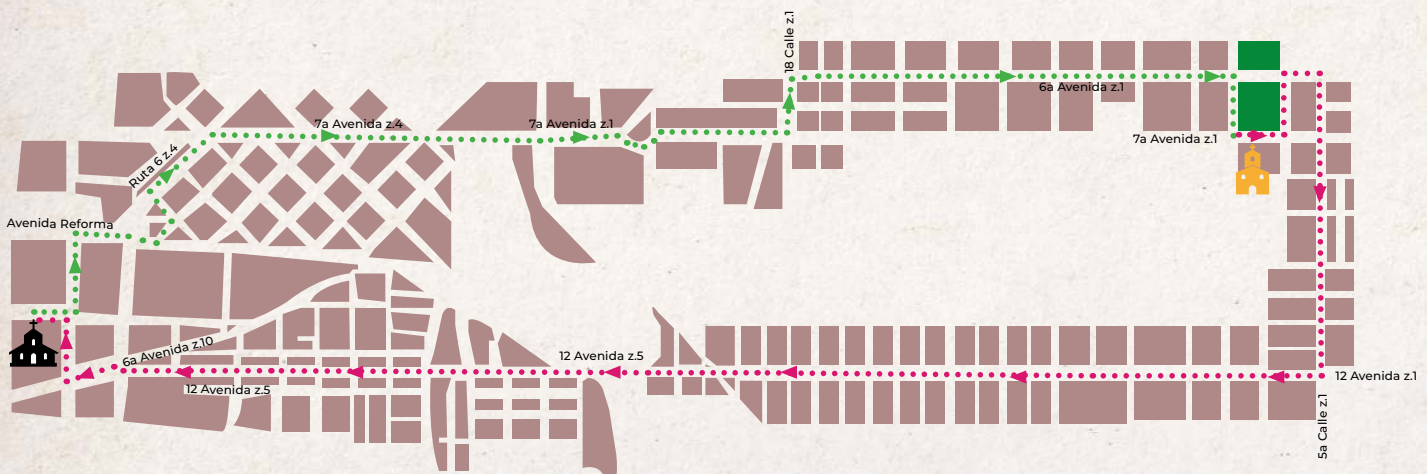 18 Calle z.1
6a Avenida z.1
7a Avenida z.4
7a Avenida z.1
7a Avenida z.1
Ruta 6 z.4
Avenida Reforma
6a Avenida z.10
12 Avenida z.5
12 Avenida z.5
12 Avenida z.1
5a Calle z.1